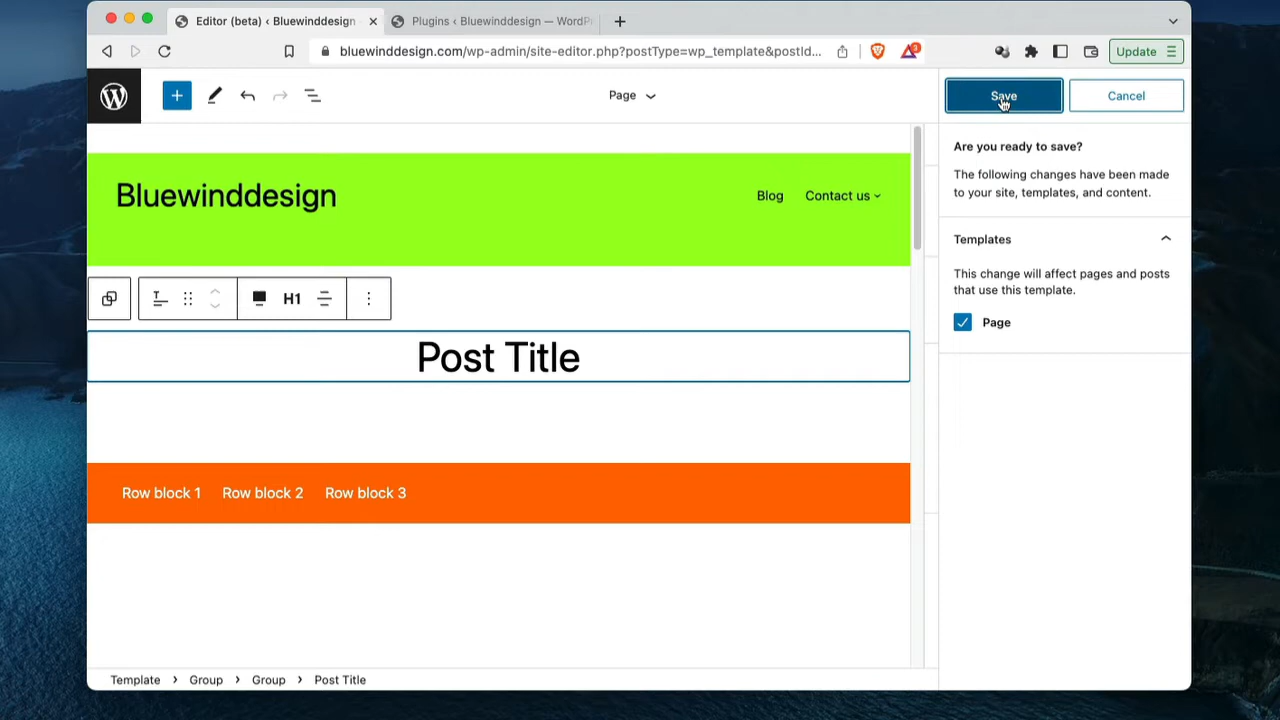 Editor (beta) ‹ Bluewinddesign
Plugins ‹ Bluewinddesign — WordPr
bluewinddesign.com/wp-admin/site-editor.php?postType=wp_template&postId...
3
Update
Page
Save
Cancel
Are you ready to save?
The following changes have been made
to your site, templates, and content.
Templates
This change will affect pages and posts
that use this template.
Page
Bluewinddesign
Blog
Contact us
H1
Post Title
Row block 1
Row block 2
Row block 3
Template > Group > Group > Post Title